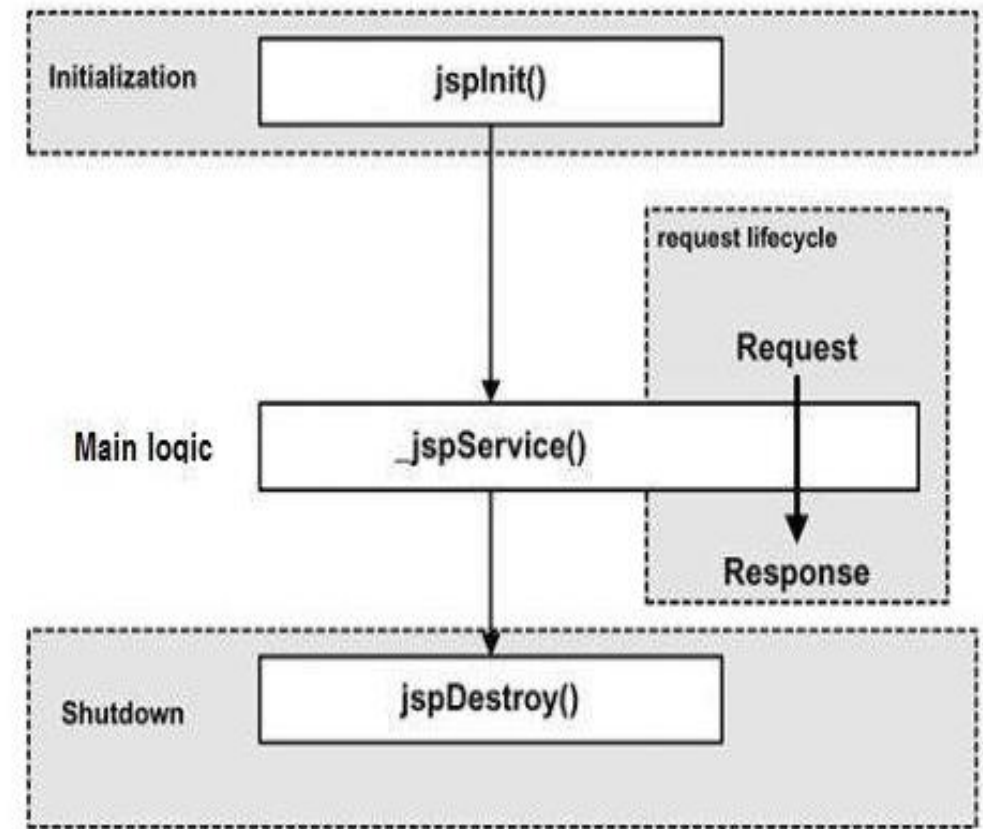 Initialization
jspInit()
request lifecycle
Request
Main logic
_jspService()
Response
Shutdown
jspDestroy()